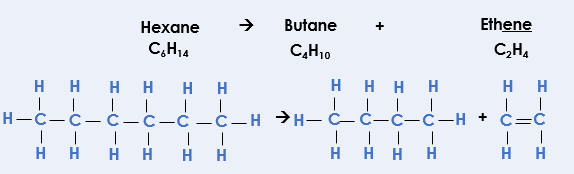 Hexane → Butane + Ethene
C₆H₁₄ C₄H₁₀ C₂H₄
H H H H H H H H H H H H
H—C—C—C—C—C—C—H → H—C—C—C—C—H + C=C
H H H H H H H H H H H H